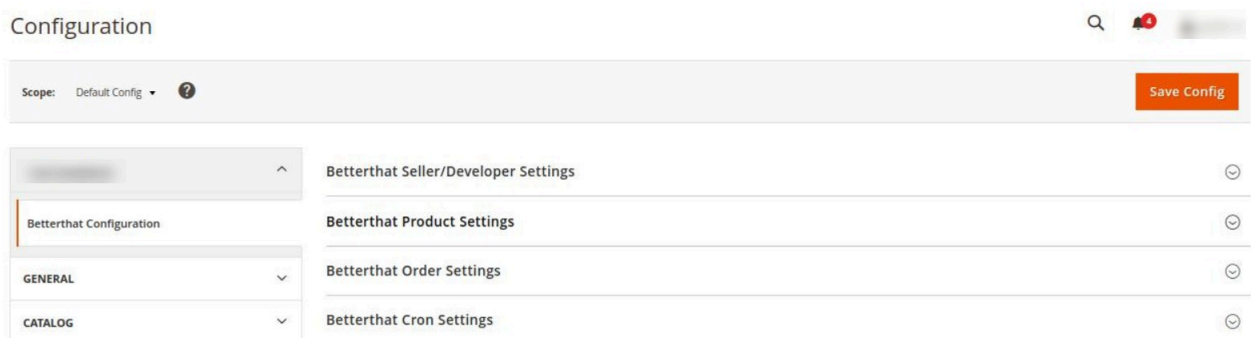 Configuration
4
Scope: Default Config
?
Save Config
Betterthat Seller/Developer Settings
Betterthat Configuration
Betterthat Product Settings
GENERAL
Betterthat Order Settings
CATALOG
Betterthat Cron Settings